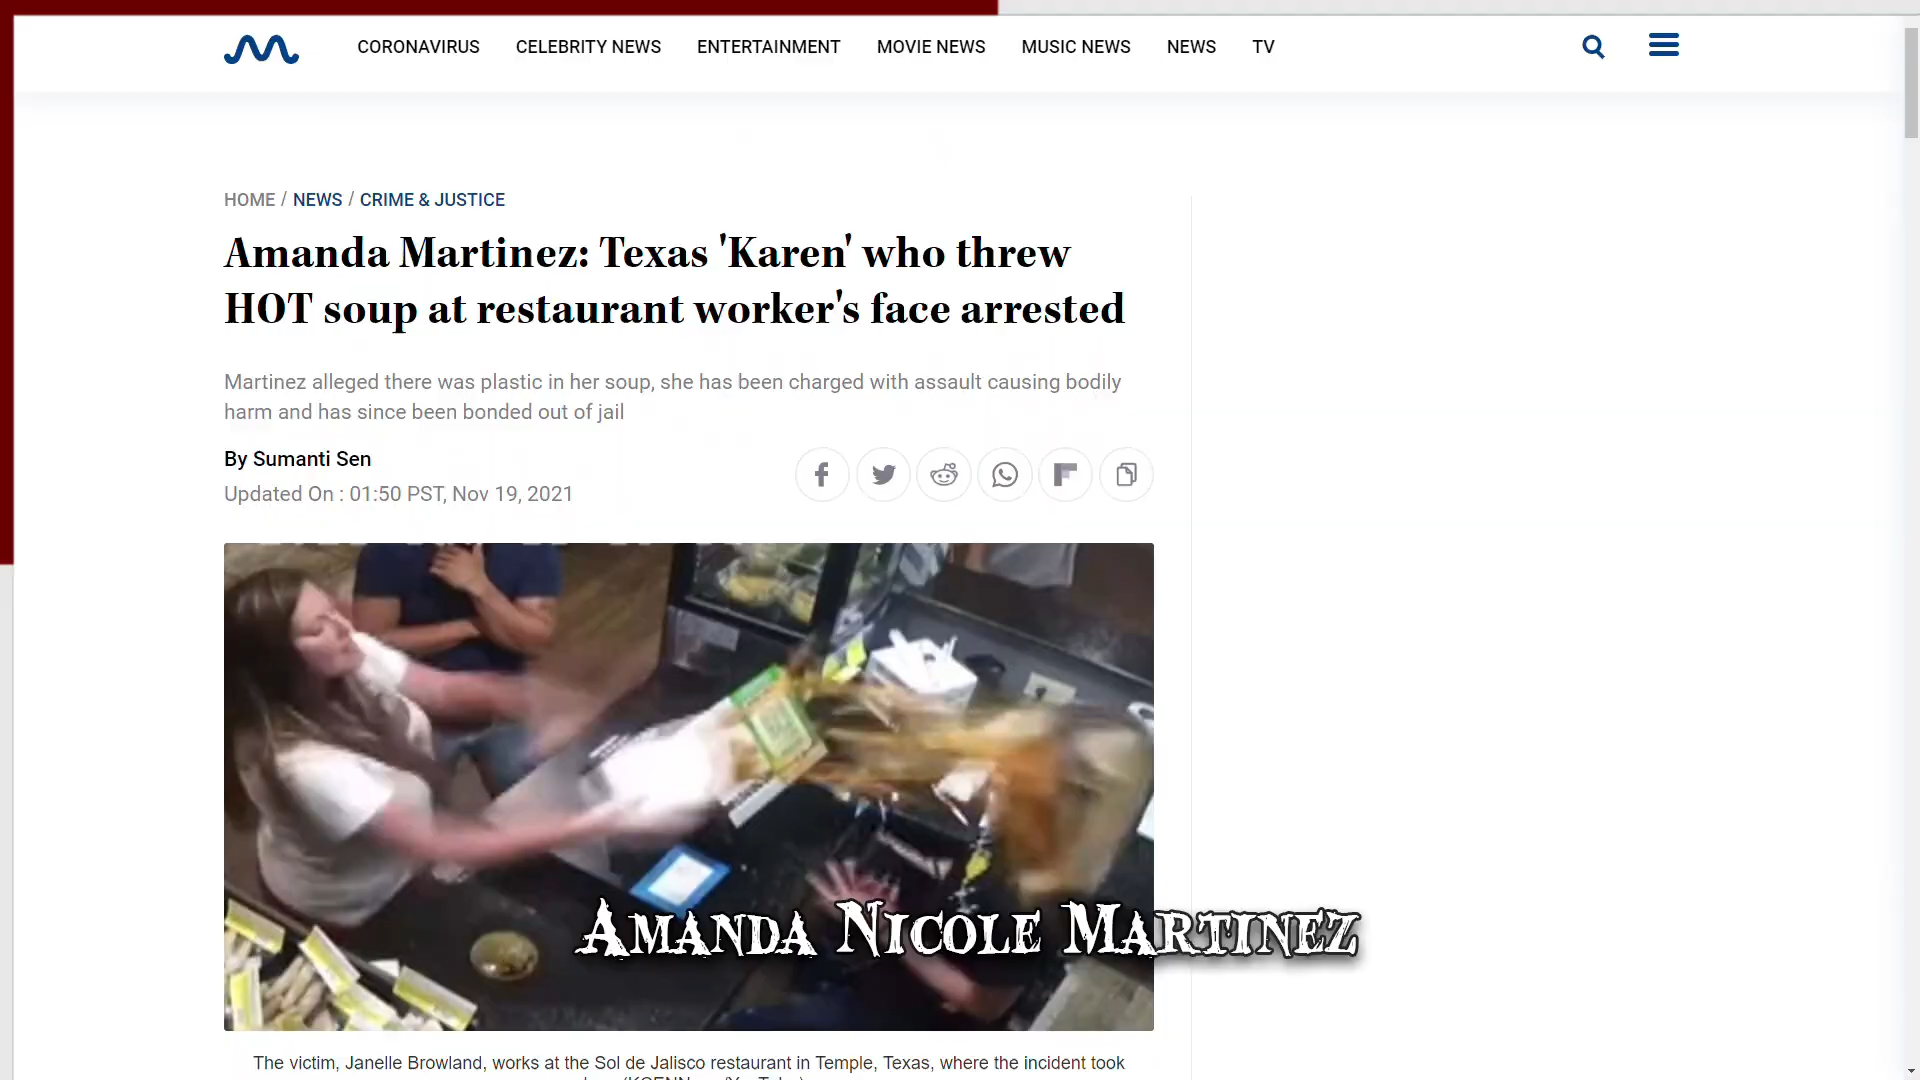 CORONAVIRUS CELEBRITY NEWS ENTERTAINMENT MOVIE NEWS MUSIC NEWS NEWS TV
HOME / NEWS / CRIME & JUSTICE
Amanda Martinez: Texas 'Karen' who threw
HOT soup at restaurant worker's face arrested
Martinez alleged there was plastic in her soup, she has been charged with assault causing bodily
harm and has since been bonded out of jail
By Sumanti Sen
Updated On : 01:50 PST, Nov 19, 2021
Amanda Nicole Martinez
The victim, Janelle Browland, works at the Sol de Jalisco restaurant in Temple, Texas, where the incident took